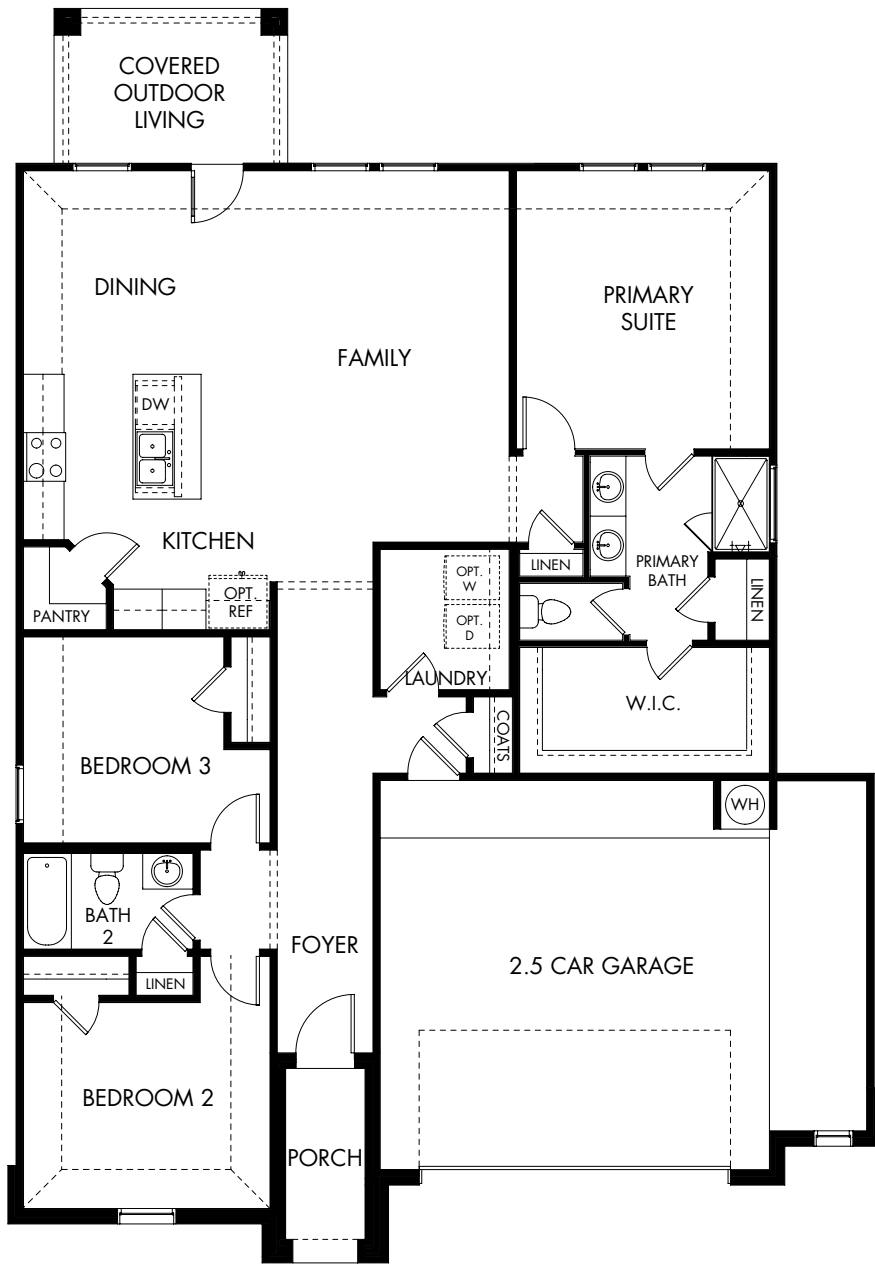 COVERED
OUTDOOR
LIVING
DINING
PRIMARY
SUITE
FAMILY
DW
KITCHEN
LINEN
PRIMARY
BATH
OPT.
W
OPT.
REF
PANTRY
LINEN
OPT.
D
LAUNDRY
W.I.C.
COATS
BEDROOM 3
WH
BATH
2
FOYER
2.5 CAR GARAGE
LINEN
BEDROOM 2
PORCH